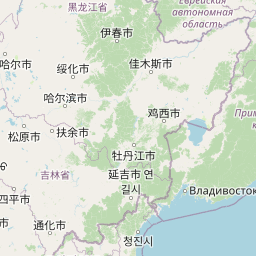 黑龙江省
Еврейская
автономная
область
伊春市
哈尔市
绥化市
佳木斯市
哈尔滨市
鸡西市
松原市
扶余市
牡丹江市
吉林省
延吉市 연
길시
Владивосток
四平市
通化市
청진시